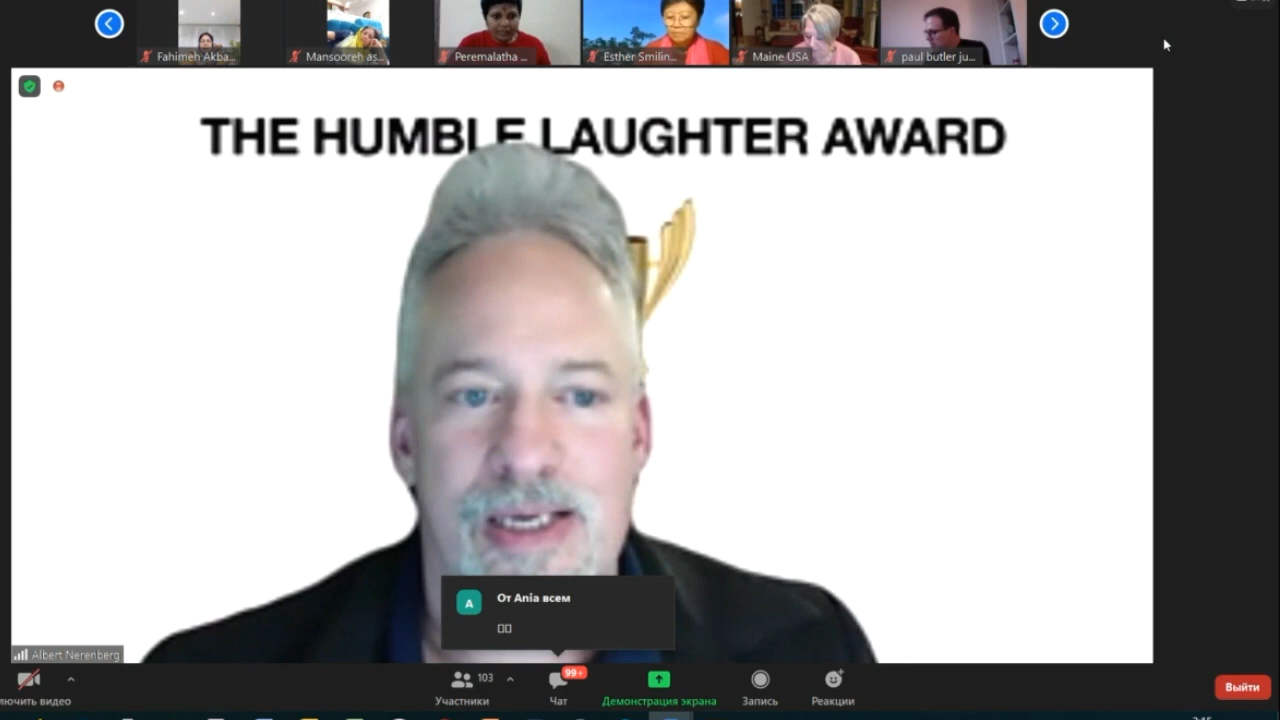 Fahimeh Akba...
Mansooreh as...
Peremalatha ...
Esther Smilin...
Maine USA
paul butler ju...
THE HUMBLE LAUGHTER AWARD
От Ania всем
A
Albert Nerenberg
лючить видео
103
Участники
99+
Чат
Демонстрация экрана
Запись
Реакции
Выйти